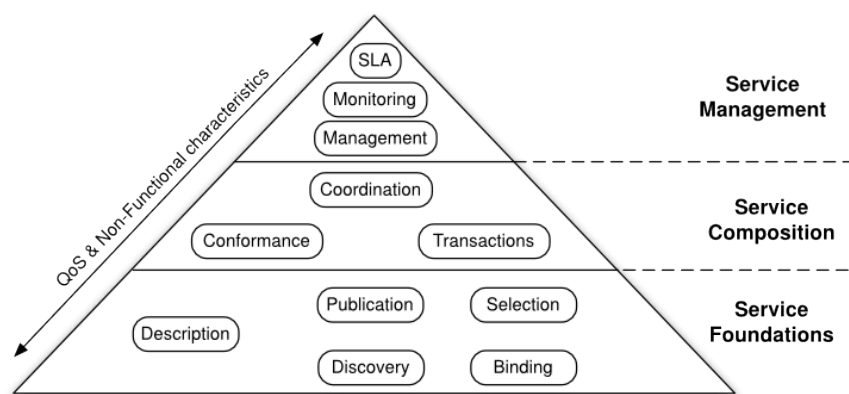 SLA
Monitoring
Management
Service
Management
QoS & Non-Functional characteristics
Coordination
Conformance
Transactions
Service
Composition
Publication
Selection
Description
Discovery
Binding
Service
Foundations